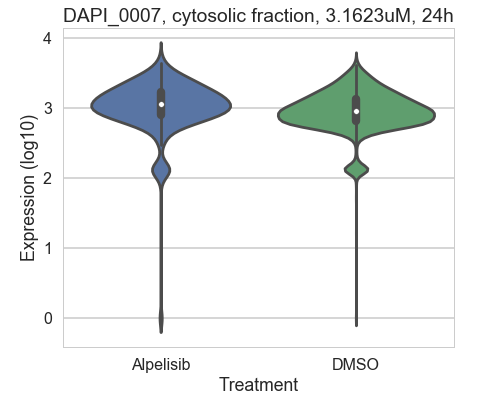 DAPI_0007, cytosolic fraction, 3.1623uM, 24h
4
3
2
1
0
Expression (log10)
Alpelisib
DMSO
Treatment